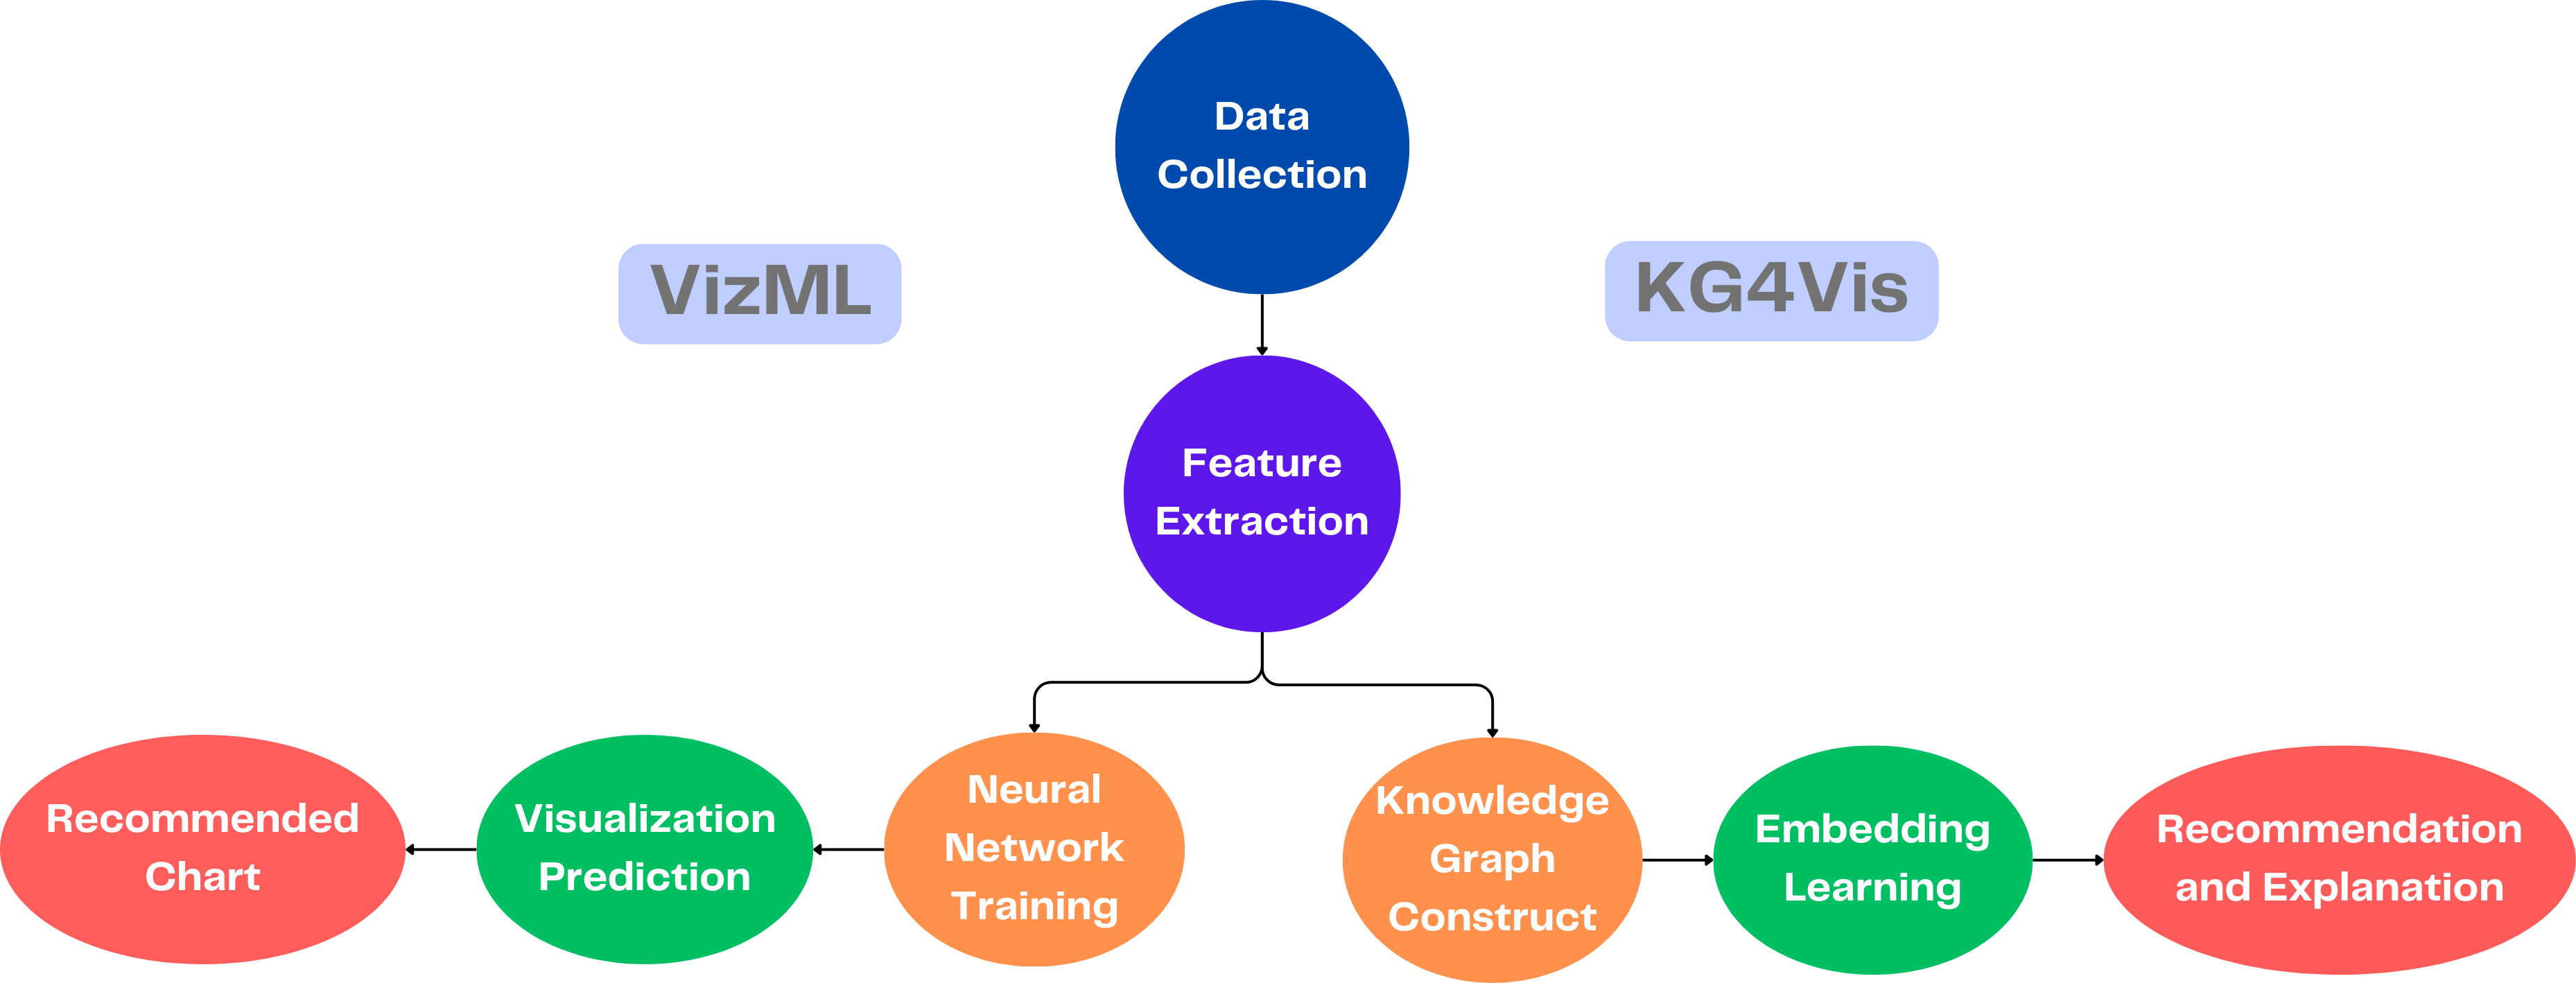 Data
Collection
VizML
KG4Vis
Feature
Extraction
Recommended
Chart
Visualization
Prediction
Neural
Network
Training
Knowledge
Graph
Construct
Embedding
Learning
Recommendation
and Explanation